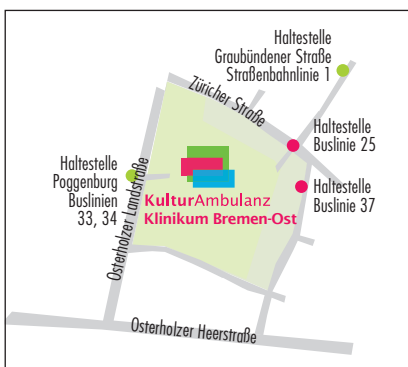 Haltestelle
Graubündener Straße
Straßenbahnlinie 1
Züricher Straße
Haltestelle
Buslinie 25
Haltestelle
Poggenburg
Buslinien
33, 34
Haltestelle
Buslinie 37
KulturAmbulanz
Klinikum Bremen-Ost
Osterholzer Landstraße
Osterholzer Heerstraße